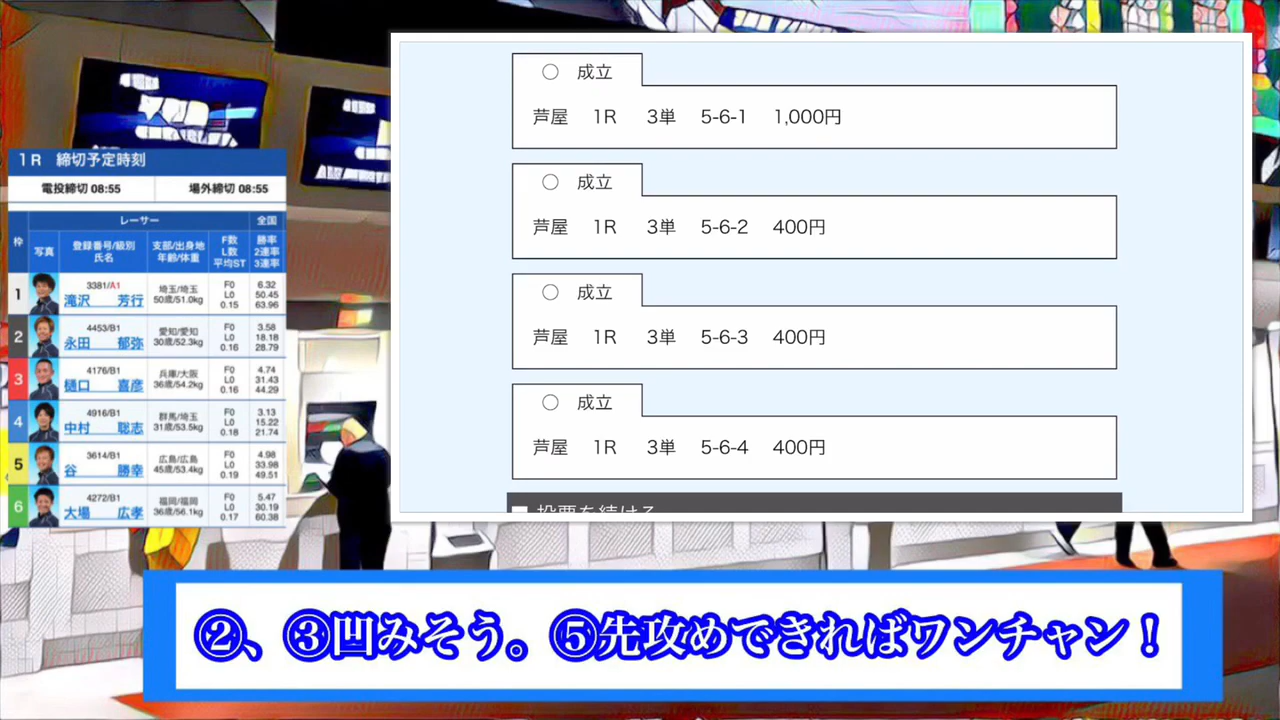 1R 締切予定時刻
電投締切 08:55 場外締切 08:55
レーサー 全国
枠 写真 登録番号/級別 氏名 支部/出身地 年齢/体重 F数 L数 平均ST 勝率 2連率 3連率
1 3381/A1 滝沢 芳行 埼玉/埼玉 50歳/51.0kg F0 L0 0.15 6.32 50.45 63.96
2 4453/B1 永田 郁弥 愛知/愛知 30歳/52.3kg F0 L0 0.16 3.58 18.18 28.79
3 4176/B1 樋口 喜彦 兵庫/大阪 36歳/54.2kg F0 L0 0.16 4.74 31.43 44.29
4 4916/B1 中村 聡志 群馬/埼玉 31歳/53.5kg F0 L0 0.18 3.13 15.22 21.74
5 3614/B1 谷 勝幸 広島/広島 45歳/53.4kg F0 L0 0.19 4.98 33.98 49.51
6 4272/B1 大場 広孝 福岡/福岡 36歳/56.1kg F0 L0 0.17 5.47 30.19 60.38
○ 成立
芦屋 1R 3単 5-6-1 1,000円
○ 成立
芦屋 1R 3単 5-6-2 400円
○ 成立
芦屋 1R 3単 5-6-3 400円
○ 成立
芦屋 1R 3単 5-6-4 400円
■ 投票を続ける
②、③凹みそう。⑤先攻めできればワンチャン！